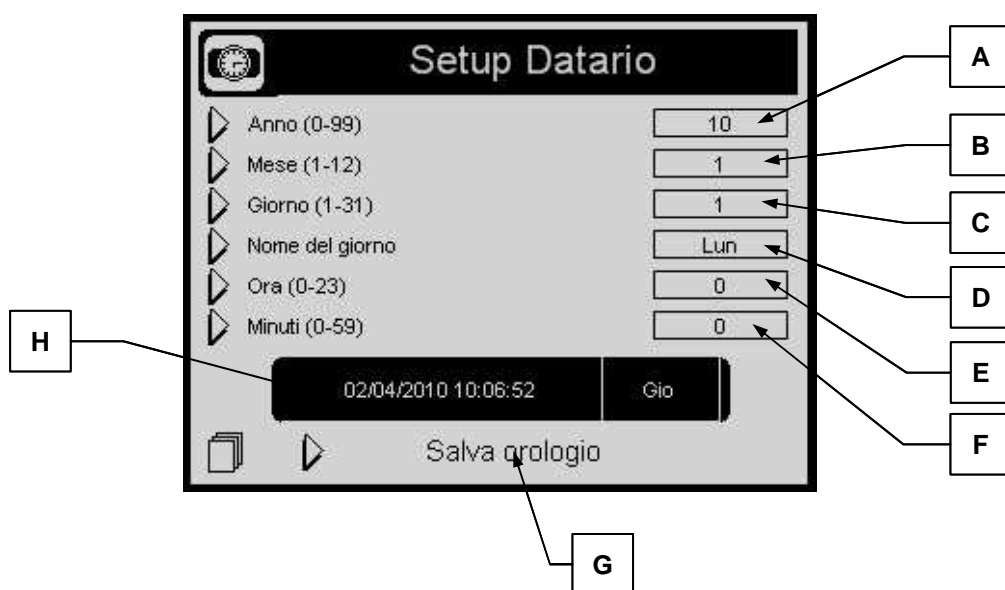 Setup Datario
A
Anno (0-99) 10
B
Mese (1-12) 1
Giorno (1-31) 1
C
Nome del giorno Lun
D
Ora (0-23) 0
Minuti (0-59) 0
H
E
02/04/2010 10:06:52 Gio
F
Salva orologio
G